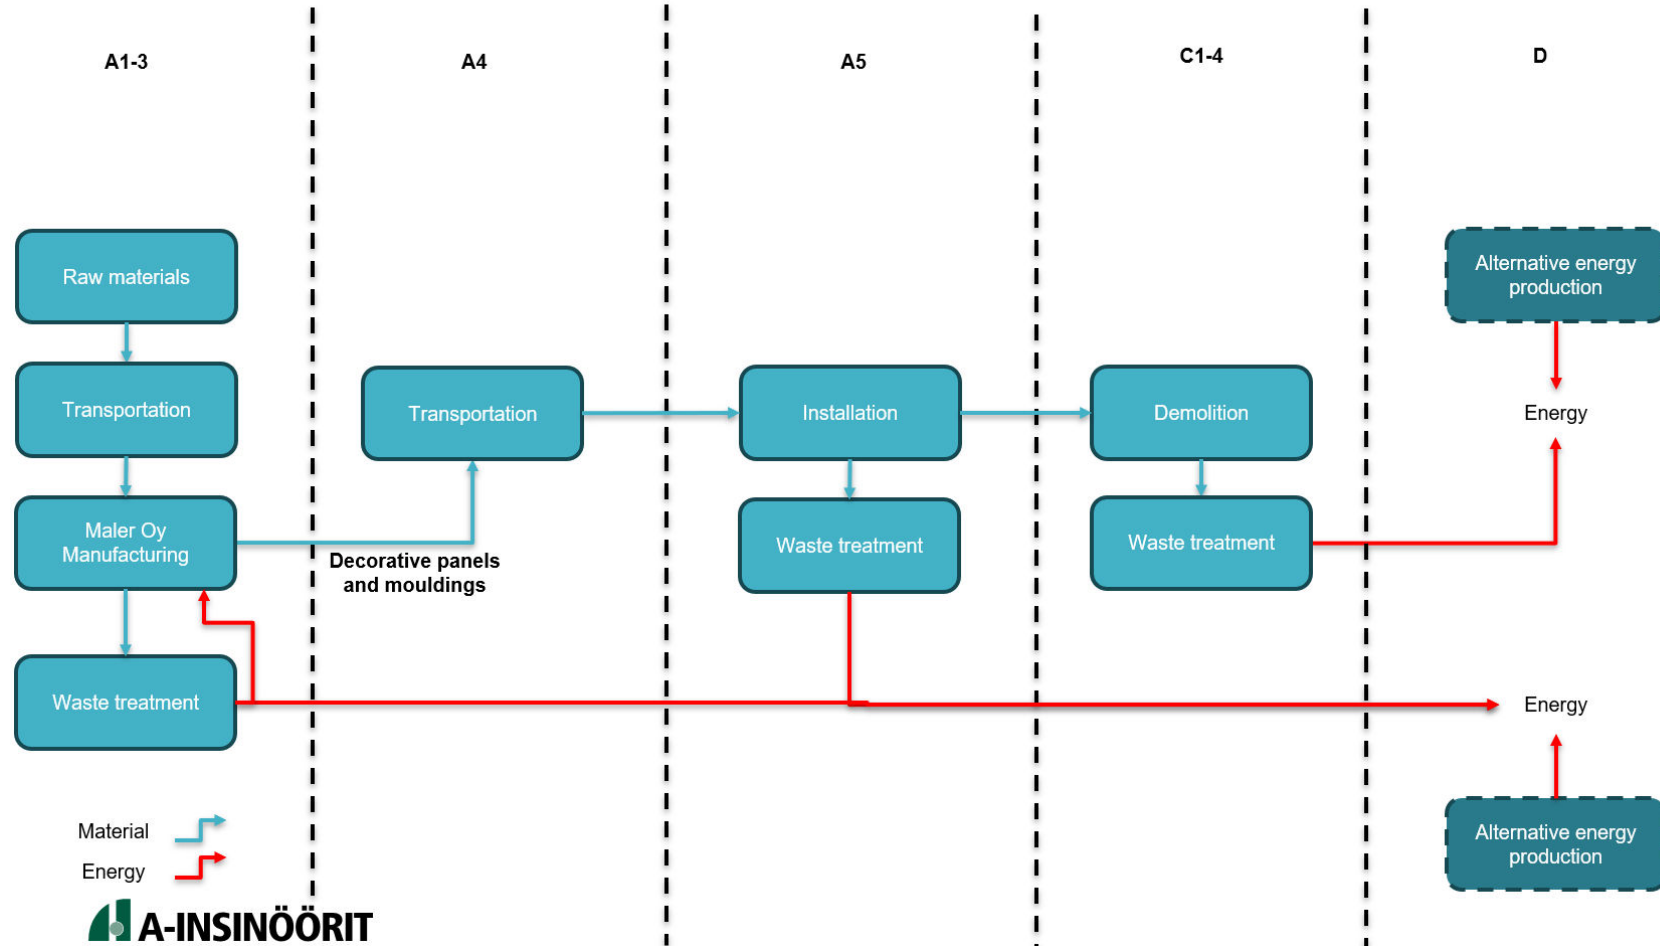 A1-3
A4
A5
C1-4
D
Raw materials
Transportation
Maler Oy
Manufacturing
Waste treatment
Transportation
Decorative panels
and mouldings
Installation
Waste treatment
Demolition
Waste treatment
Alternative energy
production
Energy
Energy
Alternative energy
production
Material
Energy
A-INSINÖÖRIT